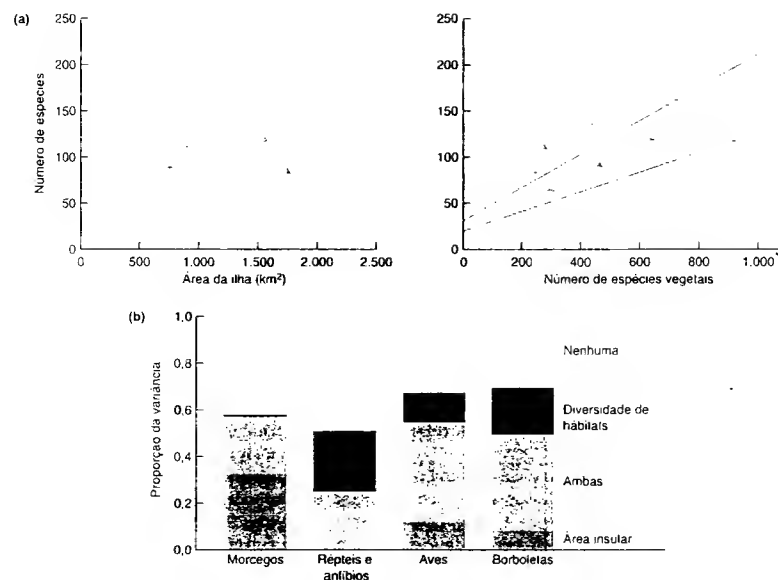 (a)
250
200
150
100
50
0
Número de espécies
0
500
1.000
1.500
2.000
2.500
Área da ilha (km²)
250
200
150
100
50
0
0
200
400
600
800
1.000
Número de espécies vegetais
(b)
1,0
0,8
0,6
0,4
0,2
0,0
Proporção da variância
Nenhuma
Diversidade de
hábitats
Ambas
Área insular
Morcegos
Répteis e
anfíbios
Aves
Borboletas